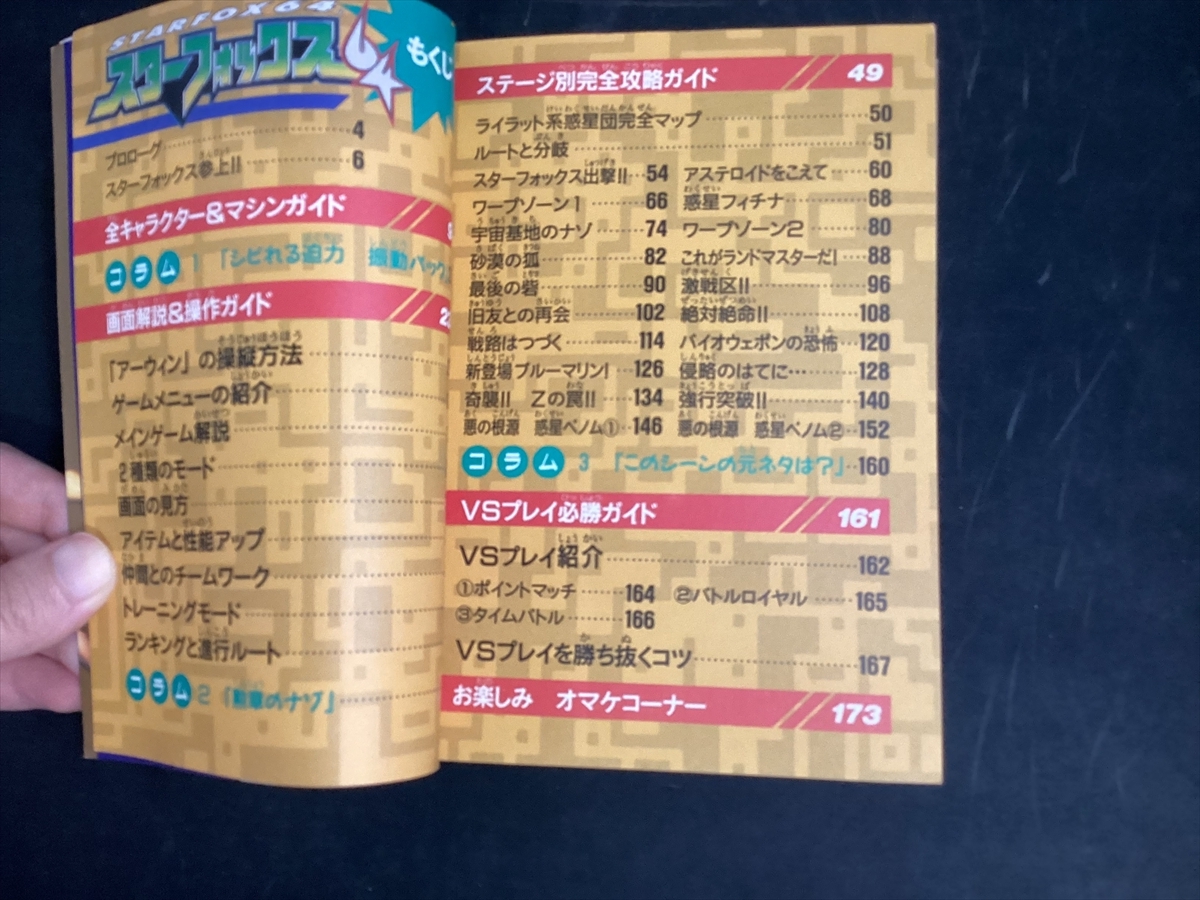 STARFOX64
スターフォックス64
もくじ
プロローグ 4
スターフォックス参上!! 6
全キャラクター&マシンガイド
コラム 1 「シビれる迫力 振動パック」
画面解説&操作ガイド
「アーウィン」の操縦方法
ゲームメニューの紹介
メインゲーム解説
2種類のモード
画面の見方
アイテムと性能アップ
仲間とのチームワーク
トレーニングモード
ランキングと進行ルート
コラム 2 「勲章のナゾ」
ステージ別完全攻略ガイド 49
ライラット系惑星団完全マップ 50
ルートと分岐 51
スターフォックス出撃!! 54 アステロイドをこえて 60
ワープゾーン1 66 惑星フィチナ 68
宇宙基地のナゾ 74 ワープゾーン2 80
砂漠の狐 82 これがランドマスターだ! 88
最後の砦 90 激戦区!! 96
旧友との再会 102 絶対絶命!! 108
戦路はつづく 114 バイオウェポンの恐怖 120
新登場ブルーマリン! 126 侵略のはてに… 128
奇襲!! Zの罠!! 134 強行突破!! 140
悪の根源 惑星ベノム① 146 悪の根源 惑星ベノム② 152
コラム 3 「このシーンの元ネタは?」 160
VSプレイ必勝ガイド 161
VSプレイ紹介 162
①ポイントマッチ 164 ②バトルロイヤル 165
③タイムバトル 166
VSプレイを勝ち抜くコツ 167
お楽しみ オマケコーナー 173